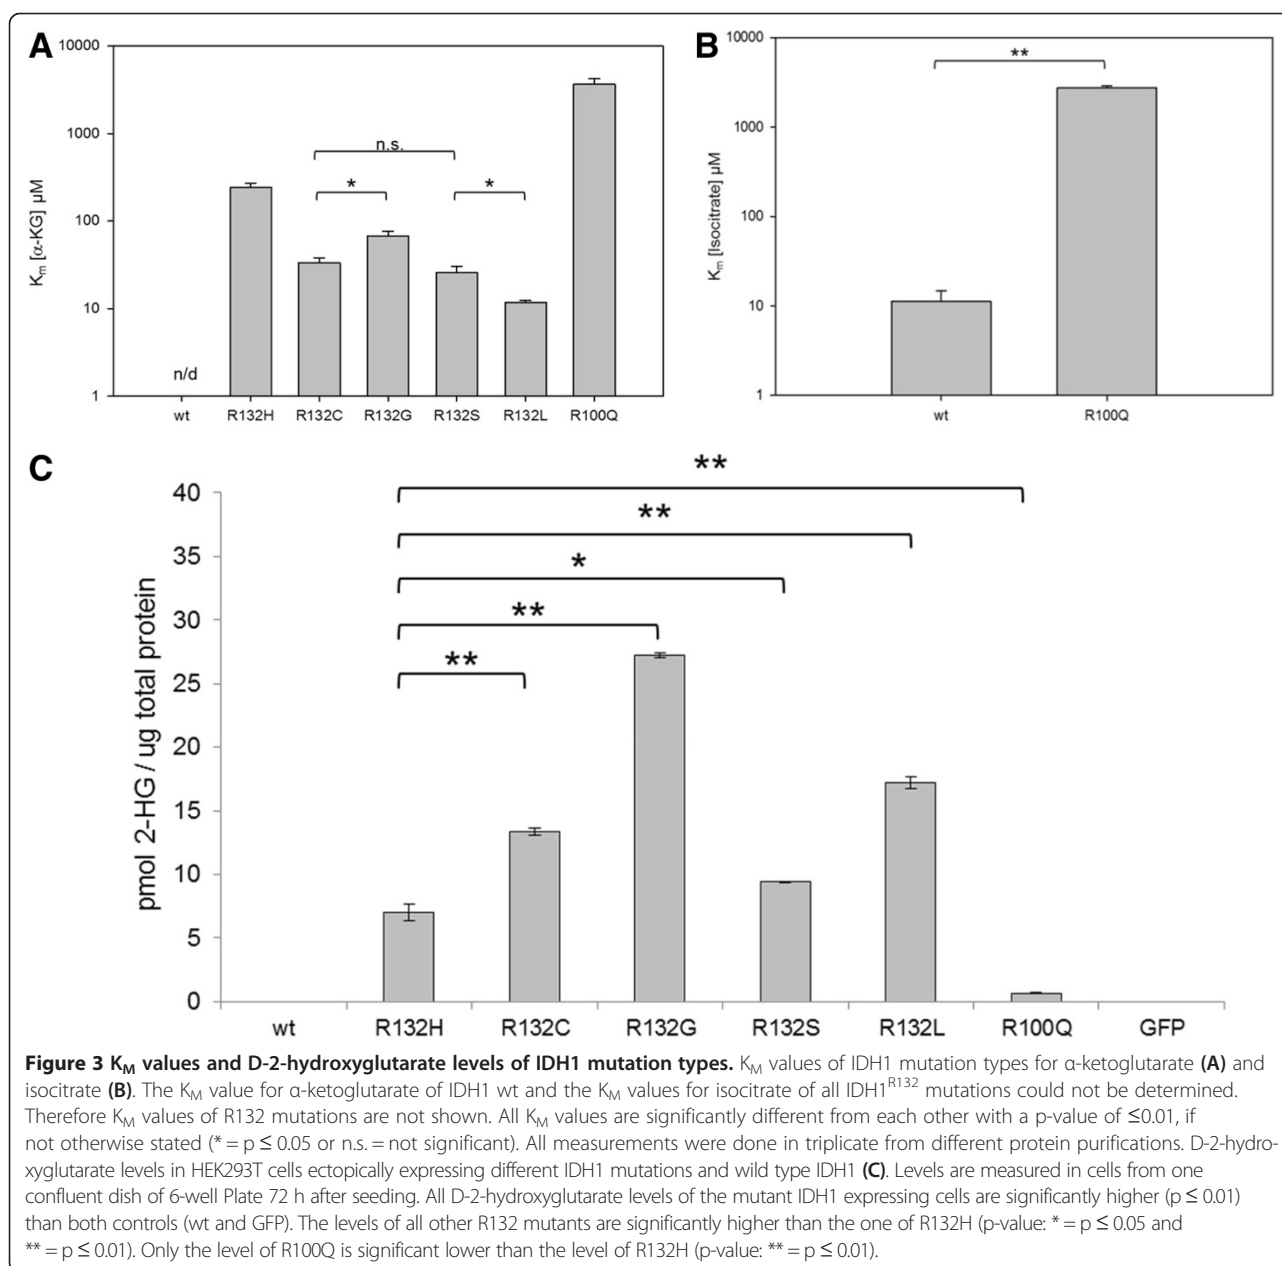 A
10000
1000
100
10
1
Km [α-KG] µM
n.s.
*
*
n/d
wt R132H R132C R132G R132S R132L R100Q
B
10000
1000
100
10
1
Km [Isocitrate] µM
**
wt R100Q
C
40
35
30
25
20
15
10
5
0
pmol 2-HG / ug total protein
**
**
*
**
**
wt R132H R132C R132G R132S R132L R100Q GFP
Figure 3 KM values and D-2-hydroxyglutarate levels of IDH1 mutation types. KM values of IDH1 mutation types for α-ketoglutarate (A) and
isocitrate (B). The KM value for α-ketoglutarate of IDH1 wt and the KM values for isocitrate of all IDH1R132 mutations could not be determined.
Therefore KM values of R132 mutations are not shown. All KM values are significantly different from each other with a p-value of ≤0.01, if
not otherwise stated (* = p ≤ 0.05 or n.s. = not significant). All measurements were done in triplicate from different protein purifications. D-2-hydro-
xyglutarate levels in HEK293T cells ectopically expressing different IDH1 mutations and wild type IDH1 (C). Levels are measured in cells from one
confluent dish of 6-well Plate 72 h after seeding. All D-2-hydroxyglutarate levels of the mutant IDH1 expressing cells are significantly higher (p ≤ 0.01)
than both controls (wt and GFP). The levels of all other R132 mutants are significantly higher than the one of R132H (p-value: * = p ≤ 0.05 and
** = p ≤ 0.01). Only the level of R100Q is significant lower than the level of R132H (p-value: ** = p ≤ 0.01).